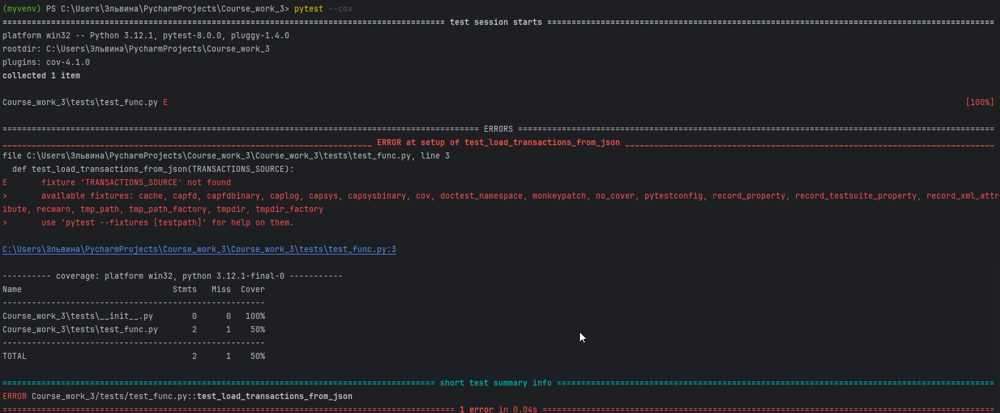 (myvenv) PS C:\Users\Эльвина\PycharmProjects\Course_work_3> pytest --cov
=========================================================================================== test session starts ============================================================================================
platform win32 -- Python 3.12.1, pytest-8.0.0, pluggy-1.4.0
rootdir: C:\Users\Эльвина\PycharmProjects\Course_work_3
plugins: cov-4.1.0
collected 1 item
Course_work_3\tests\test_func.py E [100%]
================================================================================================== ERRORS ==================================================================================================
____________________________________________________________________________ ERROR at setup of test_load_transactions_from_json ____________________________________________________________________________
file C:\Users\Эльвина\PycharmProjects\Course_work_3\Course_work_3\tests\test_func.py, line 3
  def test_load_transactions_from_json(TRANSACTIONS_SOURCE):
E       fixture 'TRANSACTIONS_SOURCE' not found
>       available fixtures: cache, capfd, capfdbinary, caplog, capsys, capsysbinary, cov, doctest_namespace, monkeypatch, no_cover, pytestconfig, record_property, record_testsuite_property, record_xml_attr
ibute, recwarn, tmp_path, tmp_path_factory, tmpdir, tmpdir_factory
>       use 'pytest --fixtures [testpath]' for help on them.
C:\Users\Эльвина\PycharmProjects\Course_work_3\Course_work_3\tests\test_func.py:3
---------- coverage: platform win32, python 3.12.1-final-0 -----------
Name                               Stmts   Miss  Cover
------------------------------------------------------
Course_work_3\tests\__init__.py        0      0   100%
Course_work_3\tests\test_func.py       2      1    50%
------------------------------------------------------
TOTAL                                  2      1    50%
========================================================================================= short test summary info ==========================================================================================
ERROR Course_work_3/tests/test_func.py::test_load_transactions_from_json
============================================================================================= 1 error in 0.04s =============================================================================================